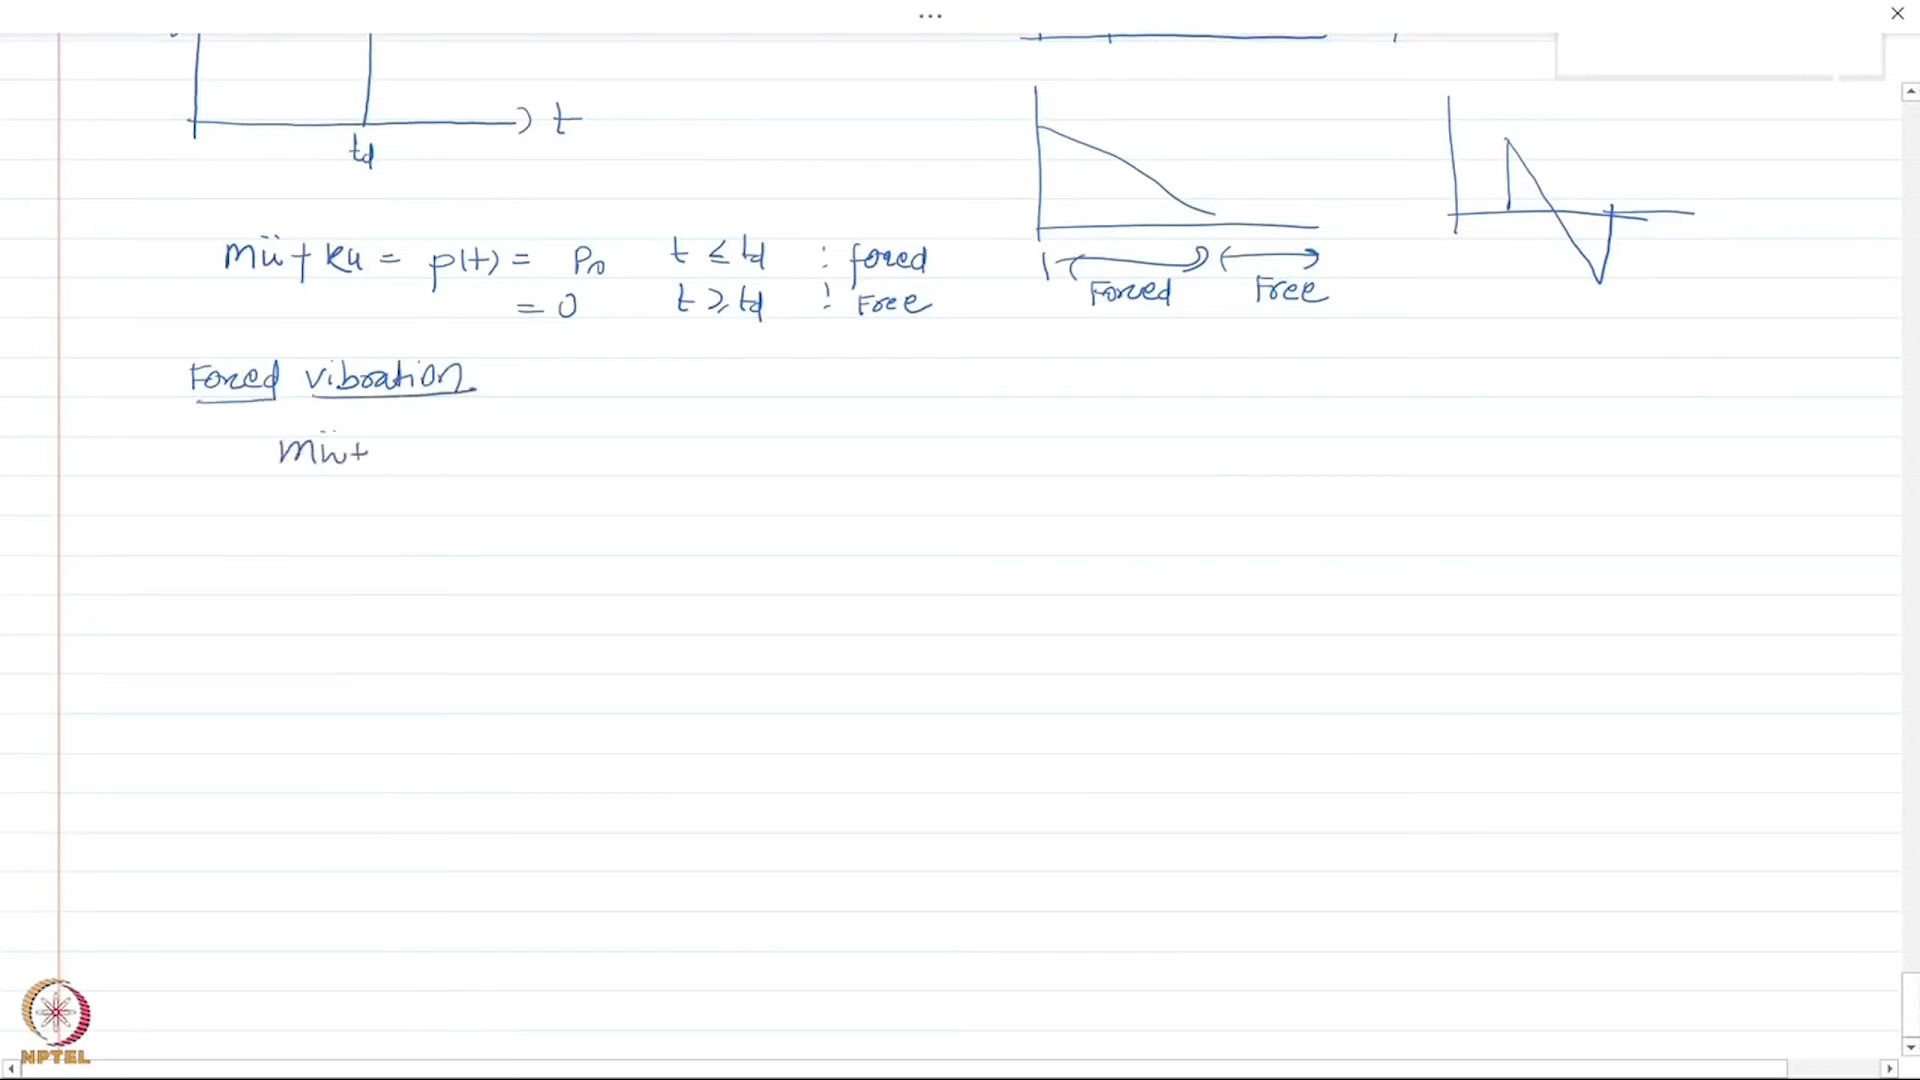 t
td
mü + ku = p(t) = P₀ t ≤ td : forced
= 0 t ≥ td : Free
Forced Free
Forced vibration
mü+
NPTEL